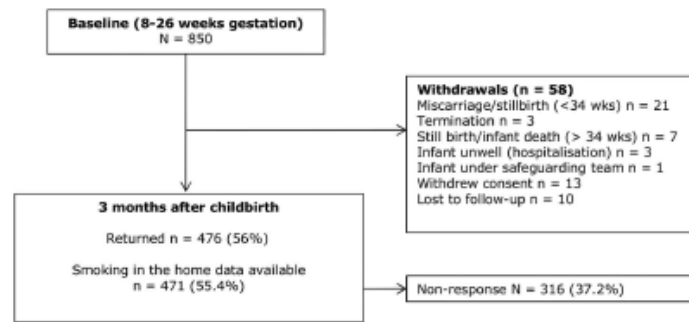 Baseline (8-26 weeks gestation)
N = 850
Withdrawals (n = 58)
Miscarriage/stillbirth (<34 wks) n = 21
Termination n = 3
Still birth/infant death (> 34 wks) n = 7
Infant unwell (hospitalisation) n = 3
Infant under safeguarding team n = 1
Withdrew consent n = 13
Lost to follow-up n = 10
3 months after childbirth
Returned n = 476 (56%)
Smoking in the home data available
n = 471 (55.4%)
Non-response N = 316 (37.2%)